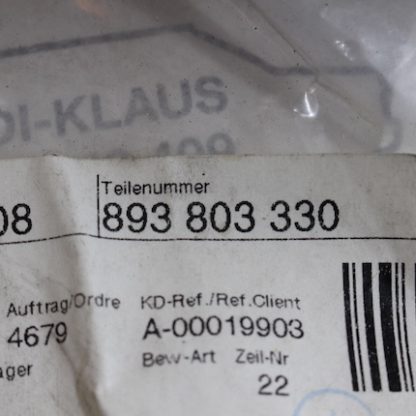 DI-KLAUS
Teilenummer
08 893 803 330
Auftrag/Ordre KD-Ref./Ref.Client
4679 A-00019903
ager Bew-Art Zeil-Nr
22